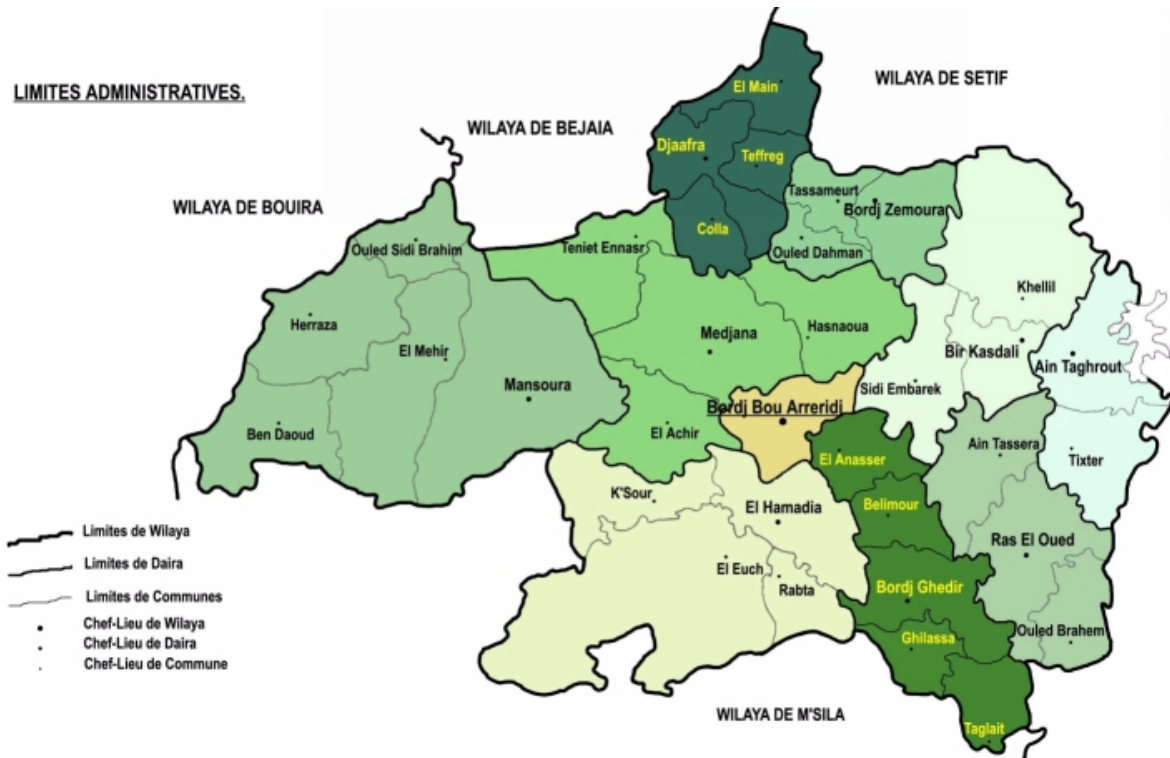 LIMITES ADMINISTRATIVES.
WILAYA DE SETIF
WILAYA DE BEJAIA
WILAYA DE BOUIRA
WILAYA DE M'SILA
El Main
Djaafra
Teffreg
Colla
Tassameurt
Bordj Zemoura
Ouled Dahman
Teniet Ennasr
Ouled Sidi Brahim
Herraza
El Mehir
Mansoura
Ben Daoud
Medjana
Hasnaoua
El Achir
Khellil
Bir Kasdali
Sidi Embarek
Ain Taghrout
Tixter
Bordj Bou Arreridi
El Anasser
Belimour
Bordj Ghedir
Ghilassa
Taglait
Ain Tassera
Ras El Oued
Ouled Brahem
K'Sour
El Hamadia
El Euch
Rabta
Limites de Wilaya
Limites de Daira
Limites de Communes
Chef-Lieu de Wilaya
Chef-Lieu de Daira
Chef-Lieu de Commune